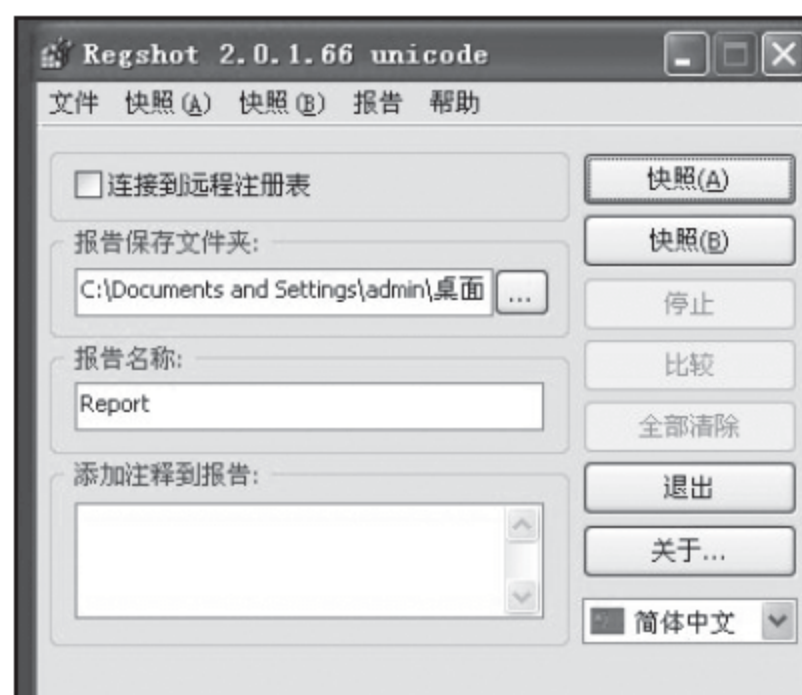 Regshot 2.0.1.66 unicode
文件 快照(A) 快照(B) 报告 帮助
连接到远程注册表
报告保存文件夹:
C:\Documents and Settings\admin\桌面 ...
报告名称:
Report
添加注释到报告:
快照(A)
快照(B)
停止
比较
全部清除
退出
关于...
简体中文